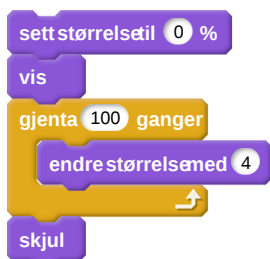 sett størrelse til 0 %
vis
gjenta 100 ganger
endre størrelse med 4
skjul